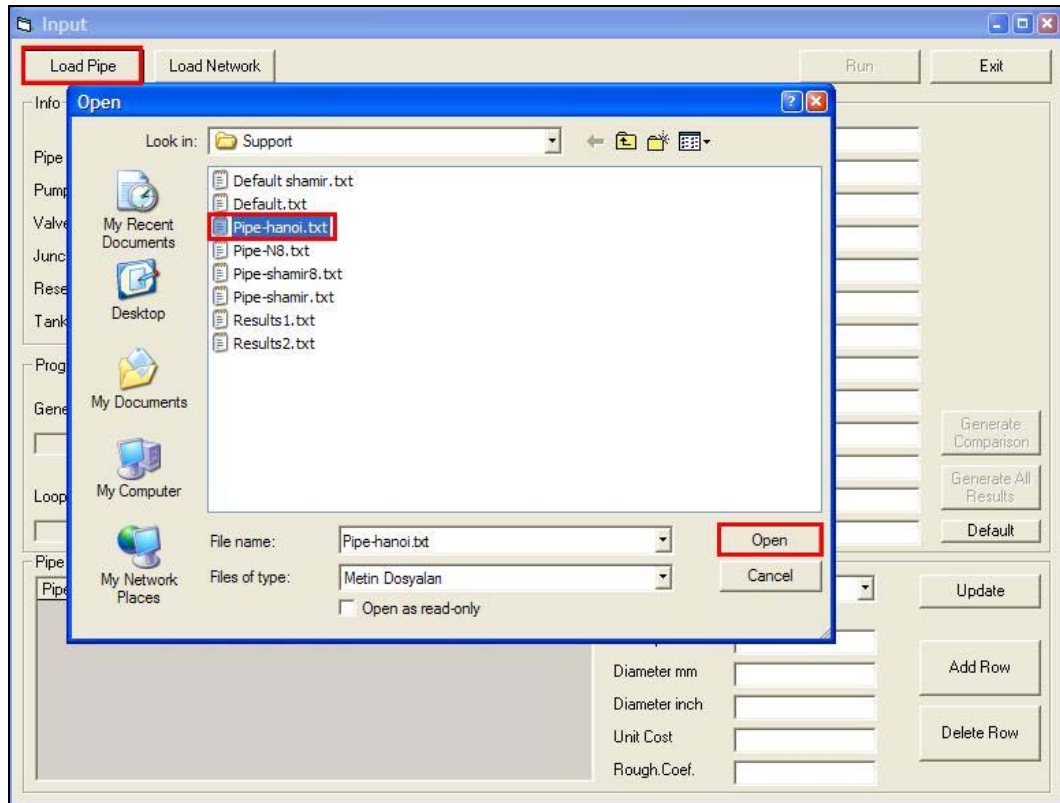 Input
Load Pipe Load Network Run Exit
Info
Open
Look in: Support
Pipe
Pump
Valve
Junc
Rese
Tank
My Recent
Documents
Desktop
My Documents
My Computer
My Network
Places
Default shamir.txt
Default.txt
Pipe-hanoi.txt
Pipe-N8.txt
Pipe-shamir8.txt
Pipe-shamir.txt
Results1.txt
Results2.txt
File name: Pipe-hanoi.txt Open
Files of type: Metin Dosyaları Cancel
Open as read-only
Prog
Gene
Loop
Generate
Comparison
Generate All
Results
Default
Pipe
Pipe
Update
Diameter mm
Diameter inch
Unit Cost
Rough.Coef.
Add Row
Delete Row